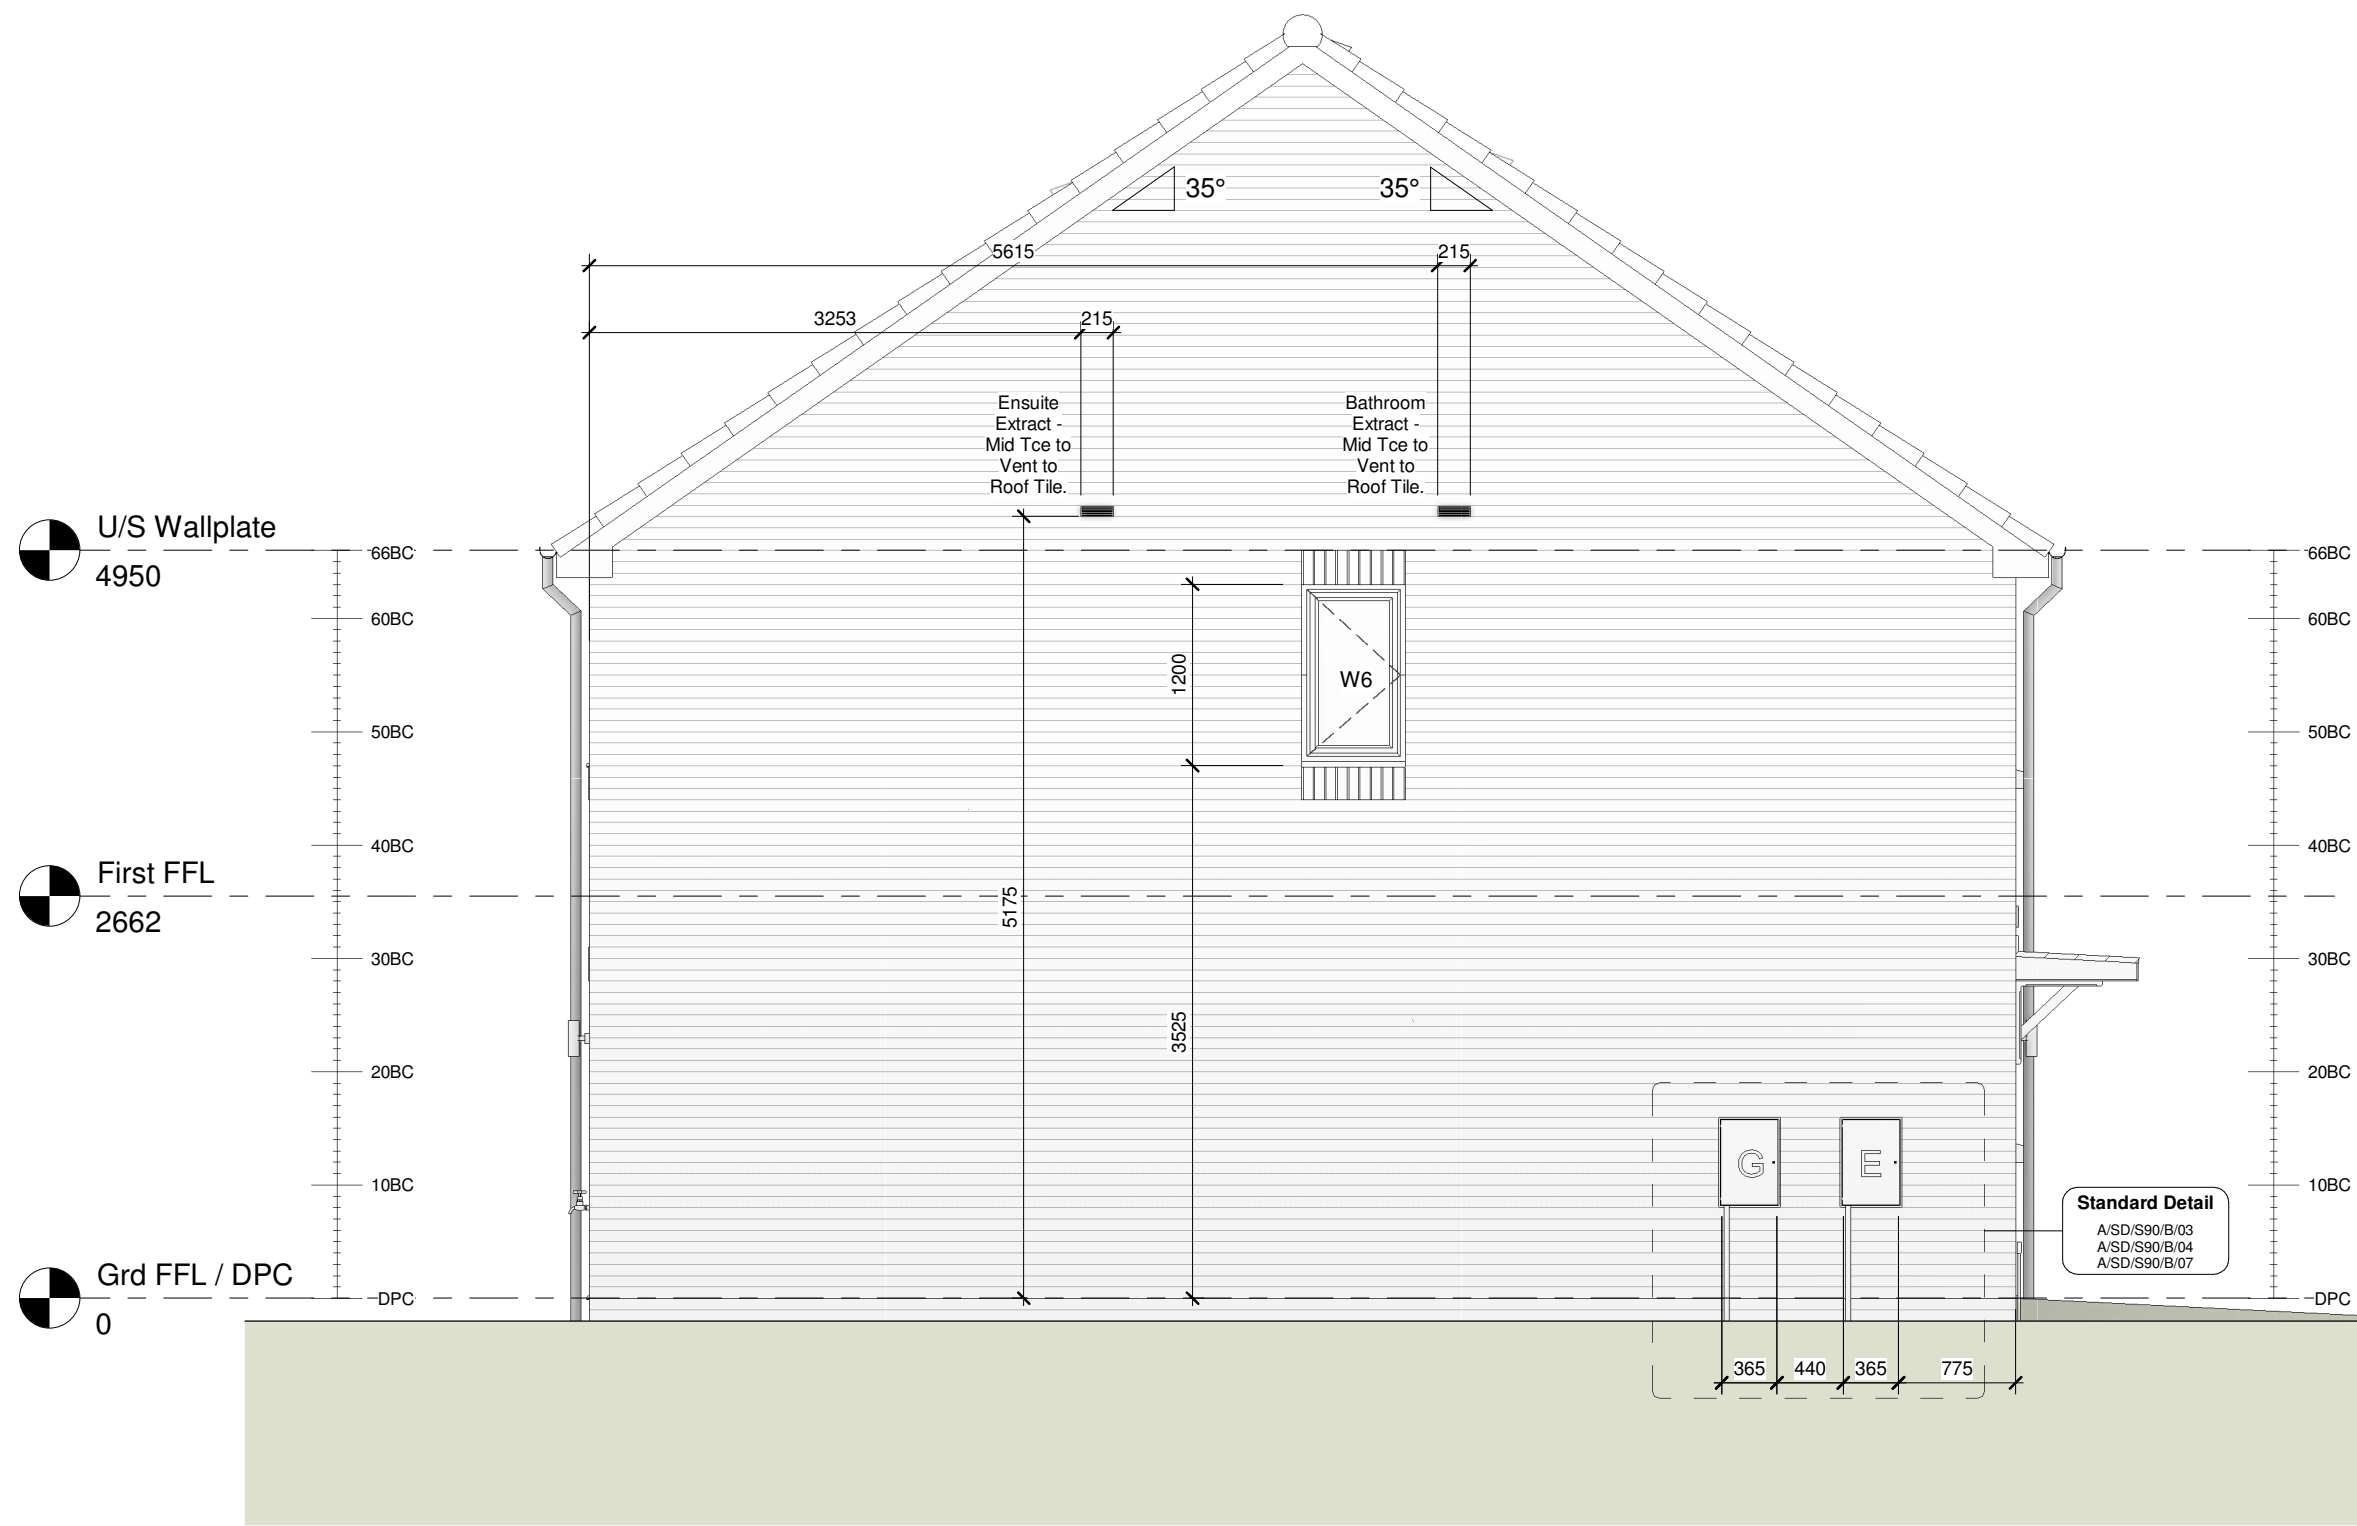 35°
35°
5615
215
3253
215
Ensuite
Extract -
Mid Tce to
Vent to
Roof Tile.
Bathroom
Extract -
Mid Tce to
Vent to
Roof Tile.
U/S Wallplate
4950
66BC
66BC
60BC
60BC
1200
W6
50BC
50BC
40BC
40BC
First FFL
2662
5175
30BC
30BC
3525
20BC
20BC
G
E
10BC
10BC
Standard Detail
A/SD/S90/B/03
A/SD/S90/B/04
A/SD/S90/B/07
Grd FFL / DPC
0
DPC
DPC
365
440
365
775